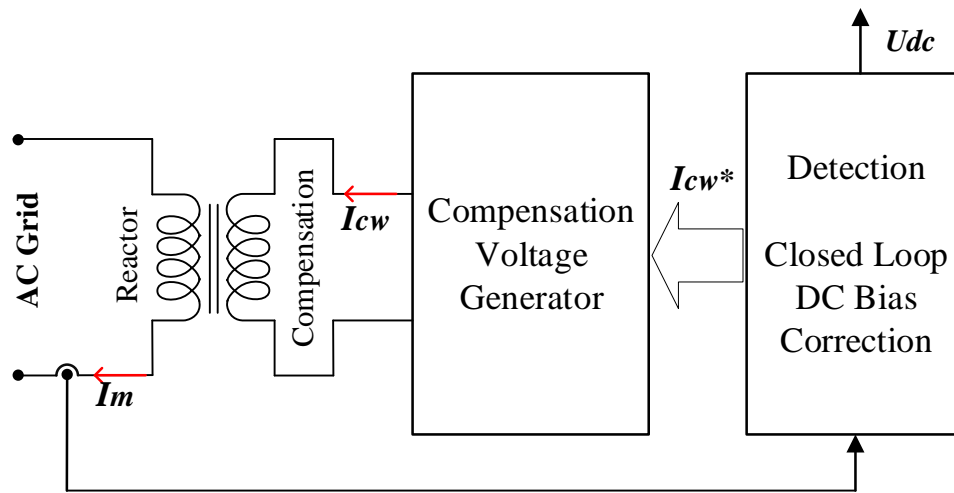 AC Grid
Reactor
Im
Compensation
Icw
Compensation
Voltage
Generator
Icw*
Udc
Detection
Closed Loop
DC Bias
Correction